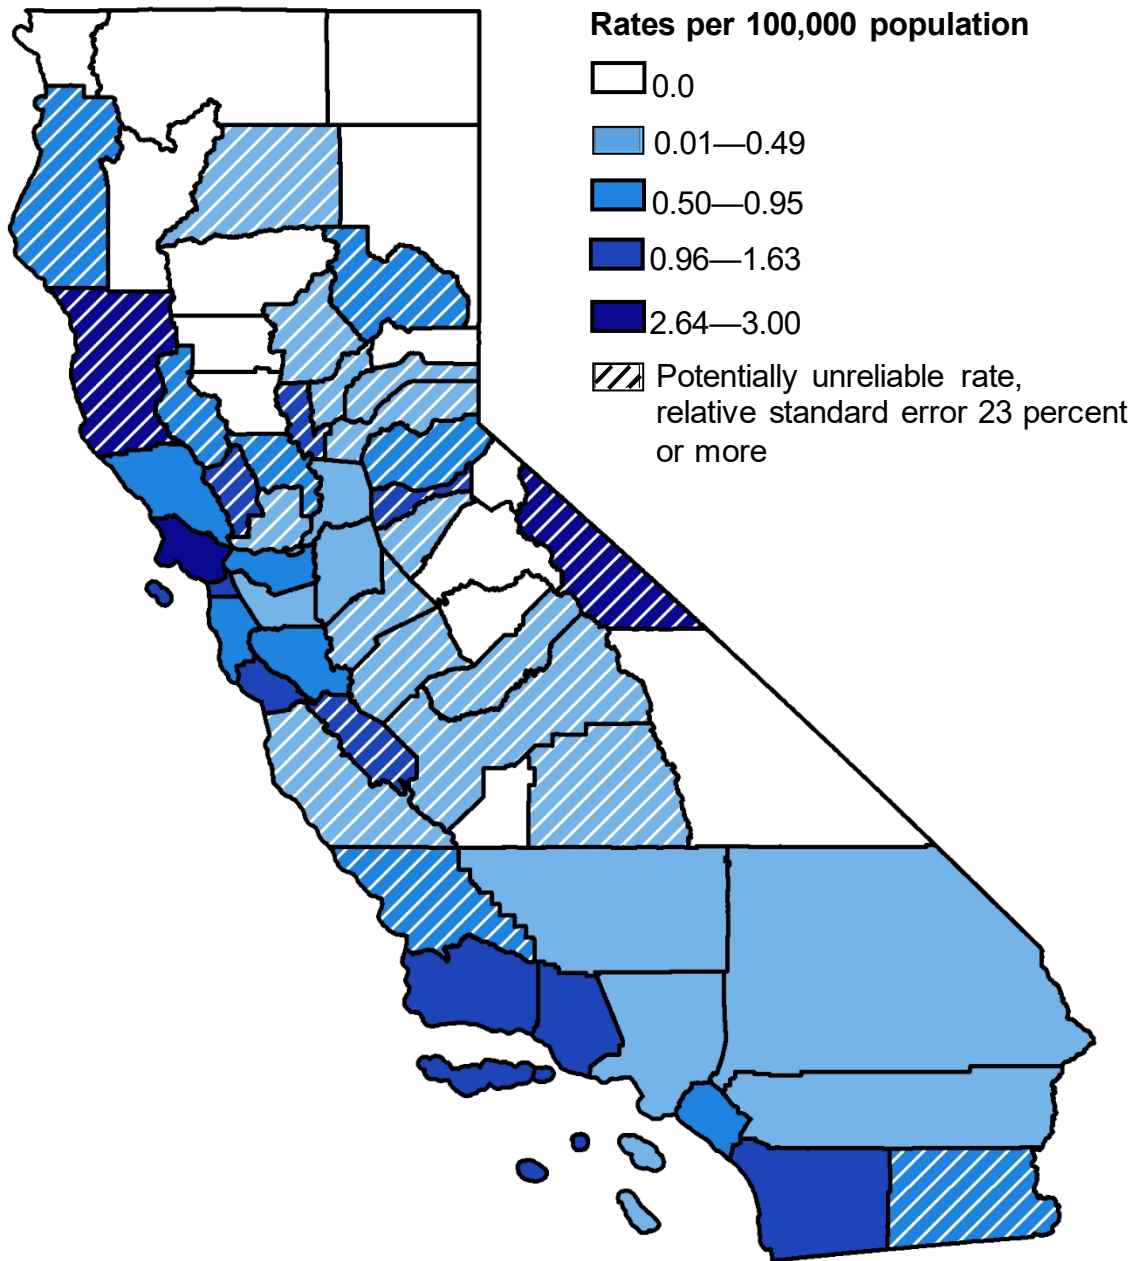 Rates per 100,000 population
0.0
0.01—0.49
0.50—0.95
0.96—1.63
2.64—3.00
Potentially unreliable rate,
relative standard error 23 percent
or more